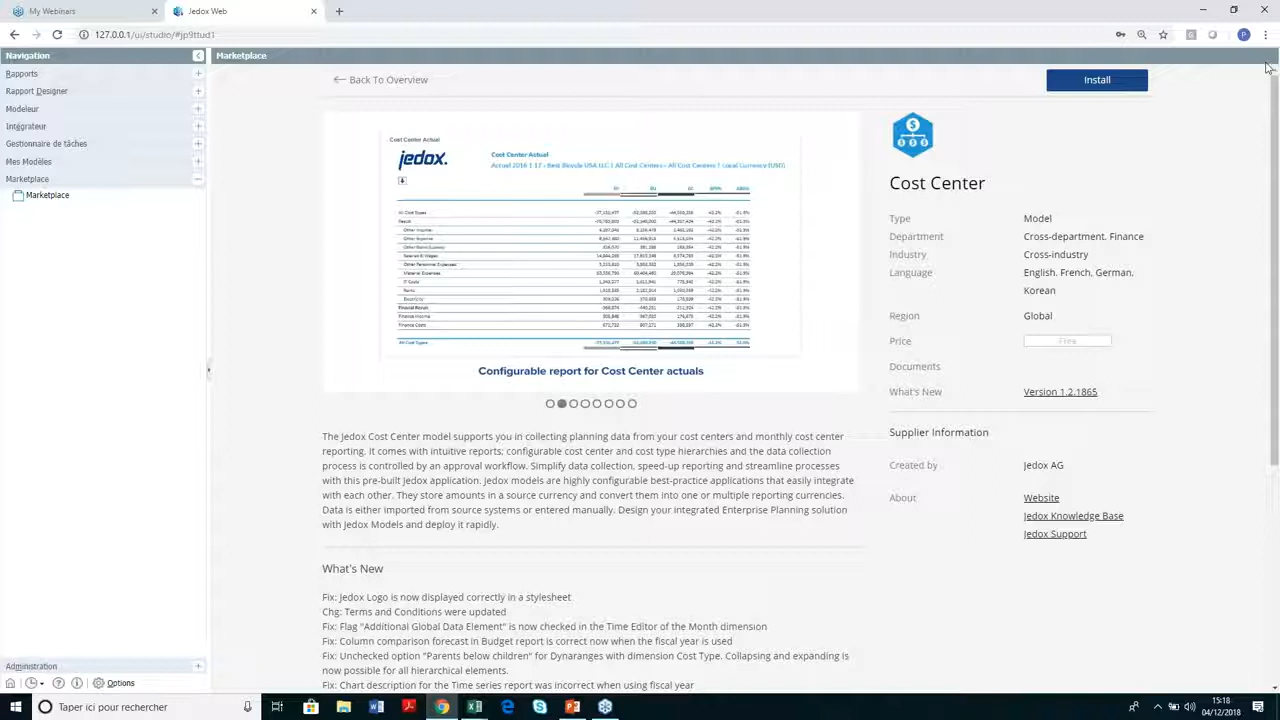 My Webinars
Jedox Web
127.0.0.1/ui/studio/#jp9ttud1
P
Navigation
Marketplace
Rapports
Rapport Designer
Modeleur
Intégrateur
Gestionnaire de tâches
Mes Modèles
Marketplace
Marketplace
Back To Overview
Install
Cost Center Actual
jedox.
Cost Center Actual
Configurable report for Cost Center actuals
Cost Center
Type Model
Department Cross-department, Finance
Industry Cross-industry
Language English, French, German,
Korean
Region Global
Price Free
Documents
What's New Version 1.2.1865
Supplier Information
Created by Jedox AG
About Website
Jedox Knowledge Base
Jedox Support
The Jedox Cost Center model supports you in collecting planning data from your cost centers and monthly cost center
reporting. It comes with intuitive reports; configurable cost center and cost type hierarchies and the data collection
process is controlled by an approval workflow. Simplify data collection, speed-up reporting and streamline processes
with this pre-built Jedox application. Jedox models are highly configurable best-practice applications that easily integrate
with each other. They store amounts in a source currency and convert them into one or multiple reporting currencies.
Data is either imported from source systems or entered manually. Design your integrated Enterprise Planning solution
with Jedox Models and deploy it rapidly.
What's New
Fix: Jedox Logo is now displayed correctly in a stylesheet
Chg: Terms and Conditions were updated
Fix: Flag "Additional Global Data Element" is now checked in the Time Editor of the Month dimension
Fix: Column comparison forecast in Budget report is correct now when the fiscal year is used
Fix: Unchecked option "Parents below children" for Dynaranges with dimension Cost Type. Collapsing and expanding is
now possible for all hierarchical elements.
Fix: Chart description for the Time series report was incorrect when using fiscal year
Administration
Options
Taper ici pour rechercher
15:18
04/12/2018